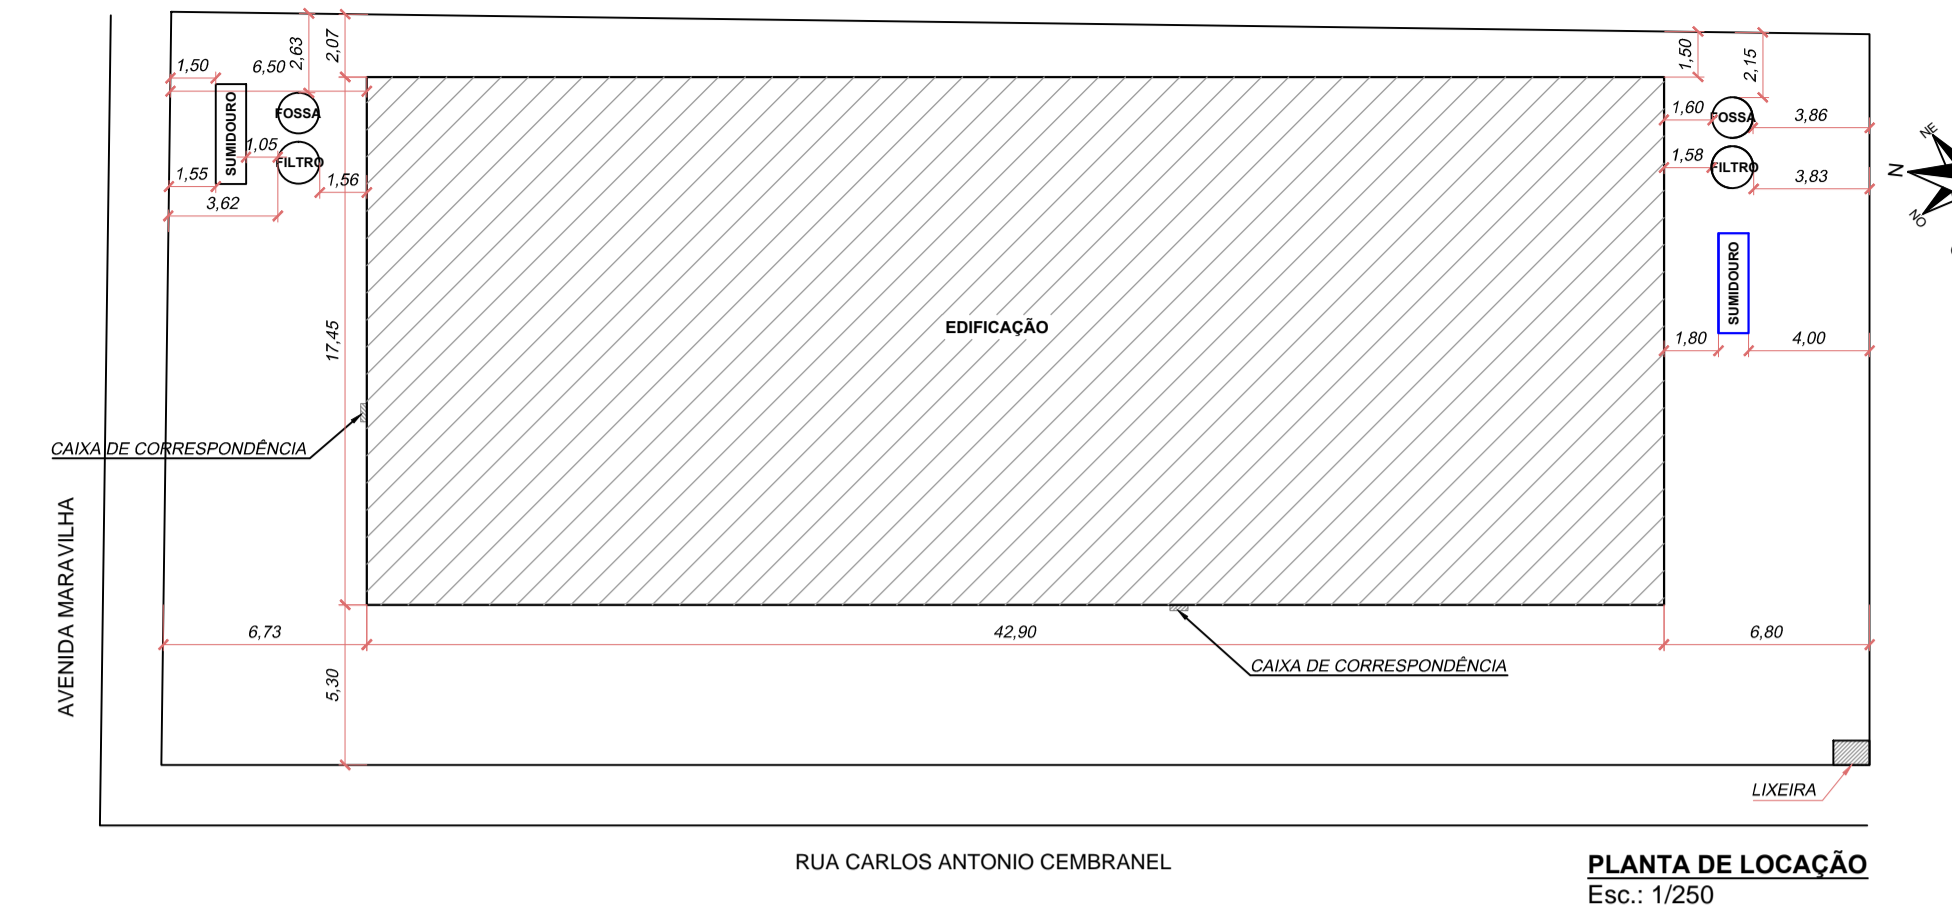 2,63
2,07
1,50
6,50
SUMIDOURO
FOSSA
1,05
FILTRO
1,55
1,56
3,62
17,45
EDIFICAÇÃO
1,50
2,15
1,60
FOSSA
3,86
1,58
FILTRO
3,83
SUMIDOURO
1,80
4,00
NE
N
NO
CAIXA DE CORRESPONDÊNCIA
AVENIDA MARAVILHA
6,73
42,90
6,80
5,30
CAIXA DE CORRESPONDÊNCIA
LIXEIRA
RUA CARLOS ANTONIO CEMBRANEL
PLANTA DE LOCAÇÃO
Esc.: 1/250